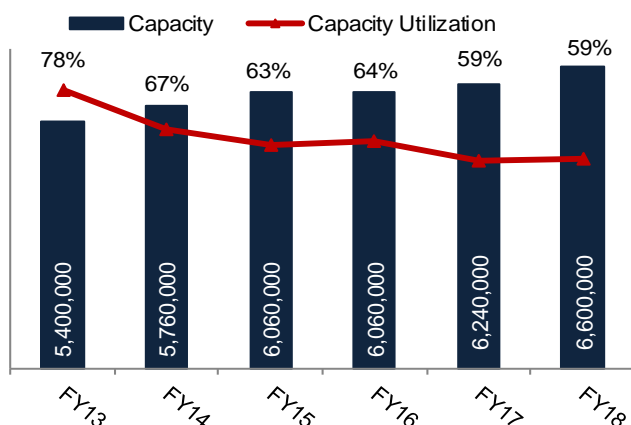 Capacity
Capacity Utilization
78%
67%
63%
64%
59%
59%
5,400,000
5,760,000
6,060,000
6,060,000
6,240,000
6,600,000
FY13
FY14
FY15
FY16
FY17
FY18